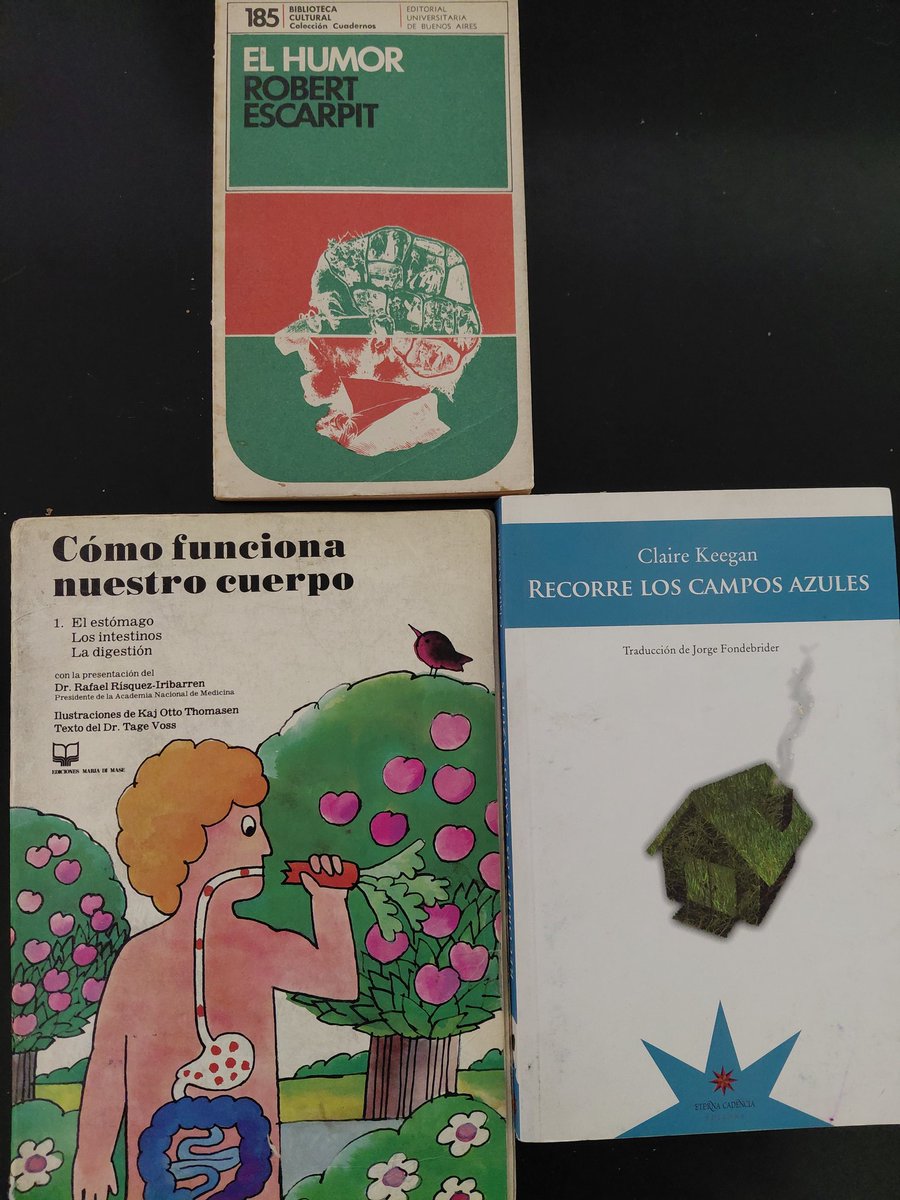 185
BIBLIOTECA
CULTURAL
Colección Cuadernos
EDITORIAL
UNIVERSITARIA
DE BUENOS AIRES
EL HUMOR
ROBERT
ESCARPIT
Cómo funciona
nuestro cuerpo
1. El estómago
Los intestinos
La digestión
con la presentación del
Dr. Rafael Rísquez-Iribarren
Presidente de la Academia Nacional de Medicina
Ilustraciones de Kaj Otto Thomasen
Texto del Dr. Tage Voss
EDICIONES MARIA DI MASE
Claire Keegan
RECORRE LOS CAMPOS AZULES
Traducción de Jorge Fondebrider
ETERNA CADENCIA